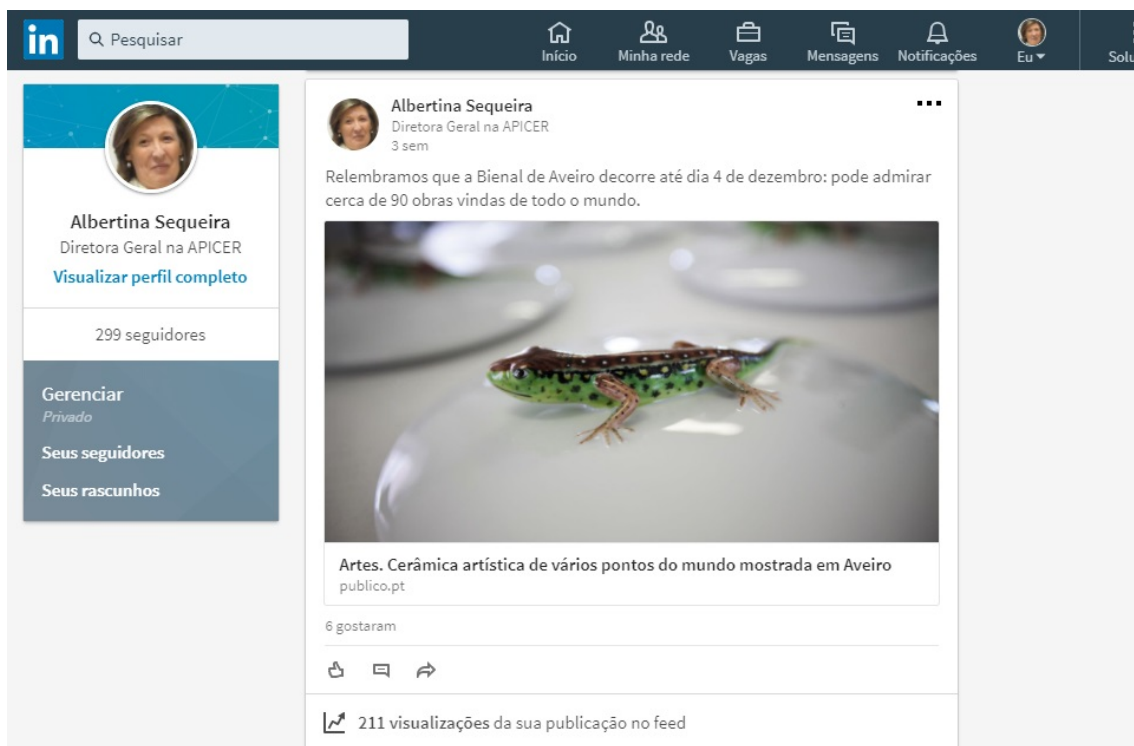 in
Pesquisar
Início
Minha rede
Vagas
Mensagens
Notificações
Eu
Albertina Sequeira
Diretora Geral na APICER
Visualizar perfil completo
299 seguidores
Gerenciar
Privado
Seus seguidores
Seus rascunhos
Albertina Sequeira
Diretora Geral na APICER
3 sem
Relembramos que a Bienal de Aveiro decorre até dia 4 de dezembro: pode admirar
cerca de 90 obras vindas de todo o mundo.
Artes. Cerâmica artística de vários pontos do mundo mostrada em Aveiro
publico.pt
6 gostaram
211 visualizações da sua publicação no feed